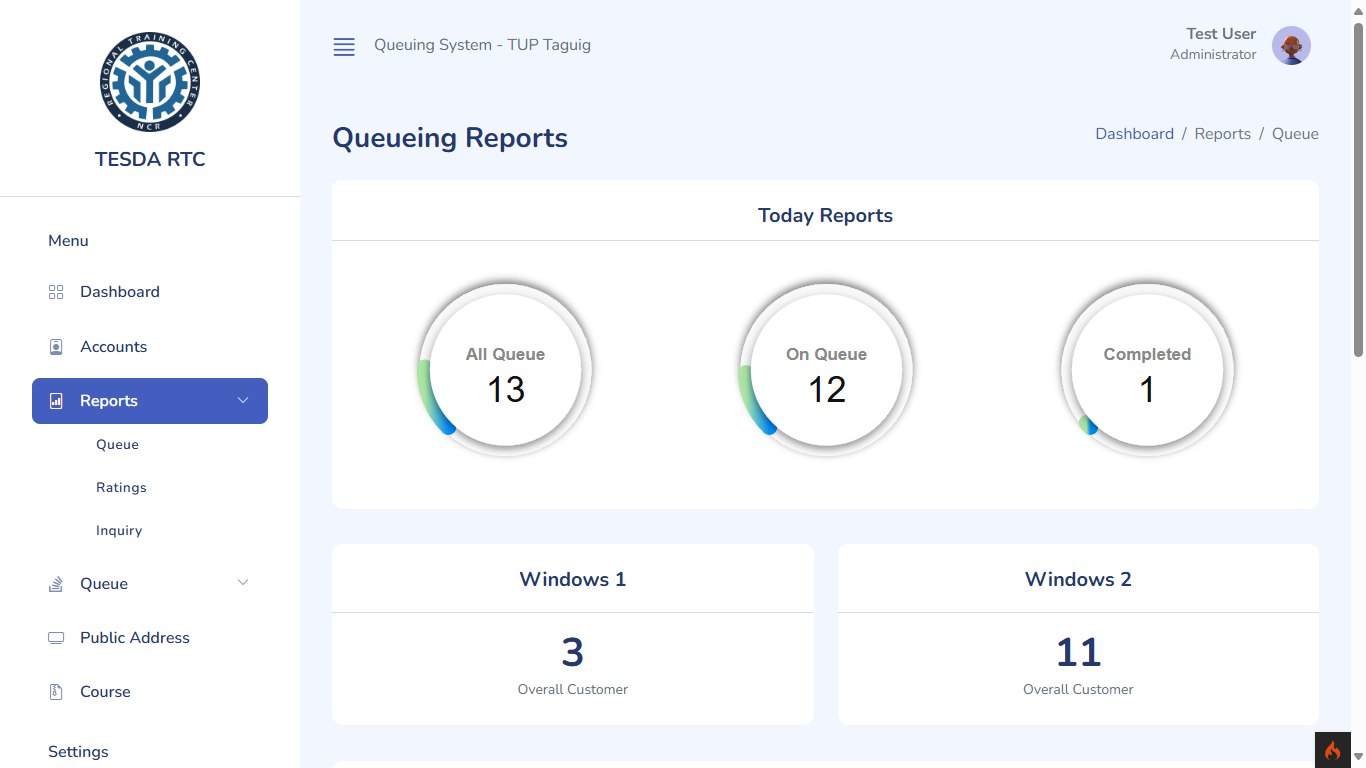 REGIONAL TRAINING CENTER
NCR
TESDA RTC
Menu
Dashboard
Accounts
Reports
Queue
Ratings
Inquiry
Queue
Public Address
Course
Settings
Queuing System - TUP Taguig
Test User
Administrator
Queueing Reports
Dashboard / Reports / Queue
Today Reports
All Queue
13
On Queue
12
Completed
1
Windows 1
3
Overall Customer
Windows 2
11
Overall Customer